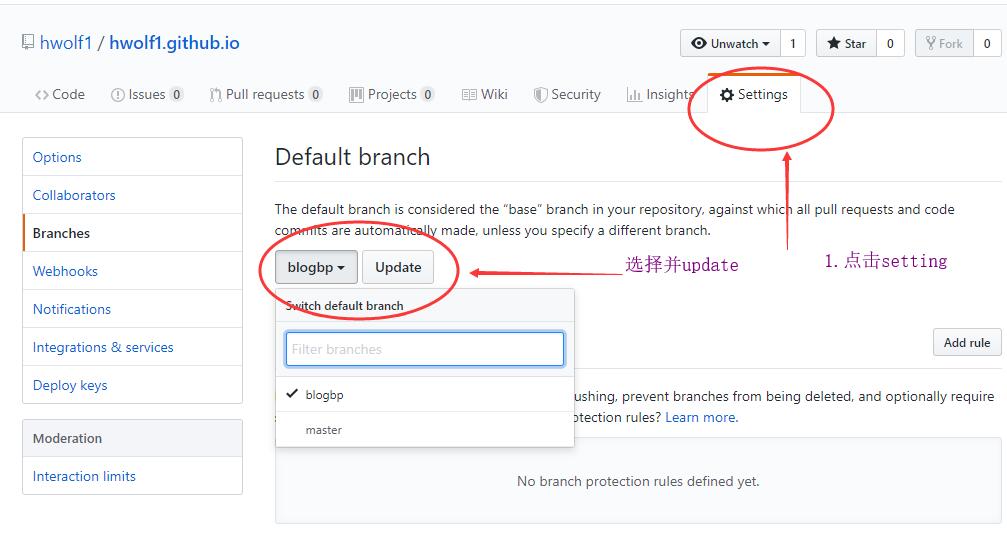 hwolf1 / hwolf1.github.io
Unwatch 1 Star 0 Fork 0
Code Issues 0 Pull requests 0 Projects 0 Wiki Security Insights Settings
Options
Collaborators
Branches
Webhooks
Notifications
Integrations & services
Deploy keys
Moderation
Interaction limits
Default branch
The default branch is considered the “base” branch in your repository, against which all pull requests and code
commits are automatically made, unless you specify a different branch.
blogbp Update
选择并update
1.点击setting
Switch default branch
Filter branches
blogbp
master
Add rule
ushing, prevent branches from being deleted, and optionally require
tection rules? Learn more.
No branch protection rules defined yet.